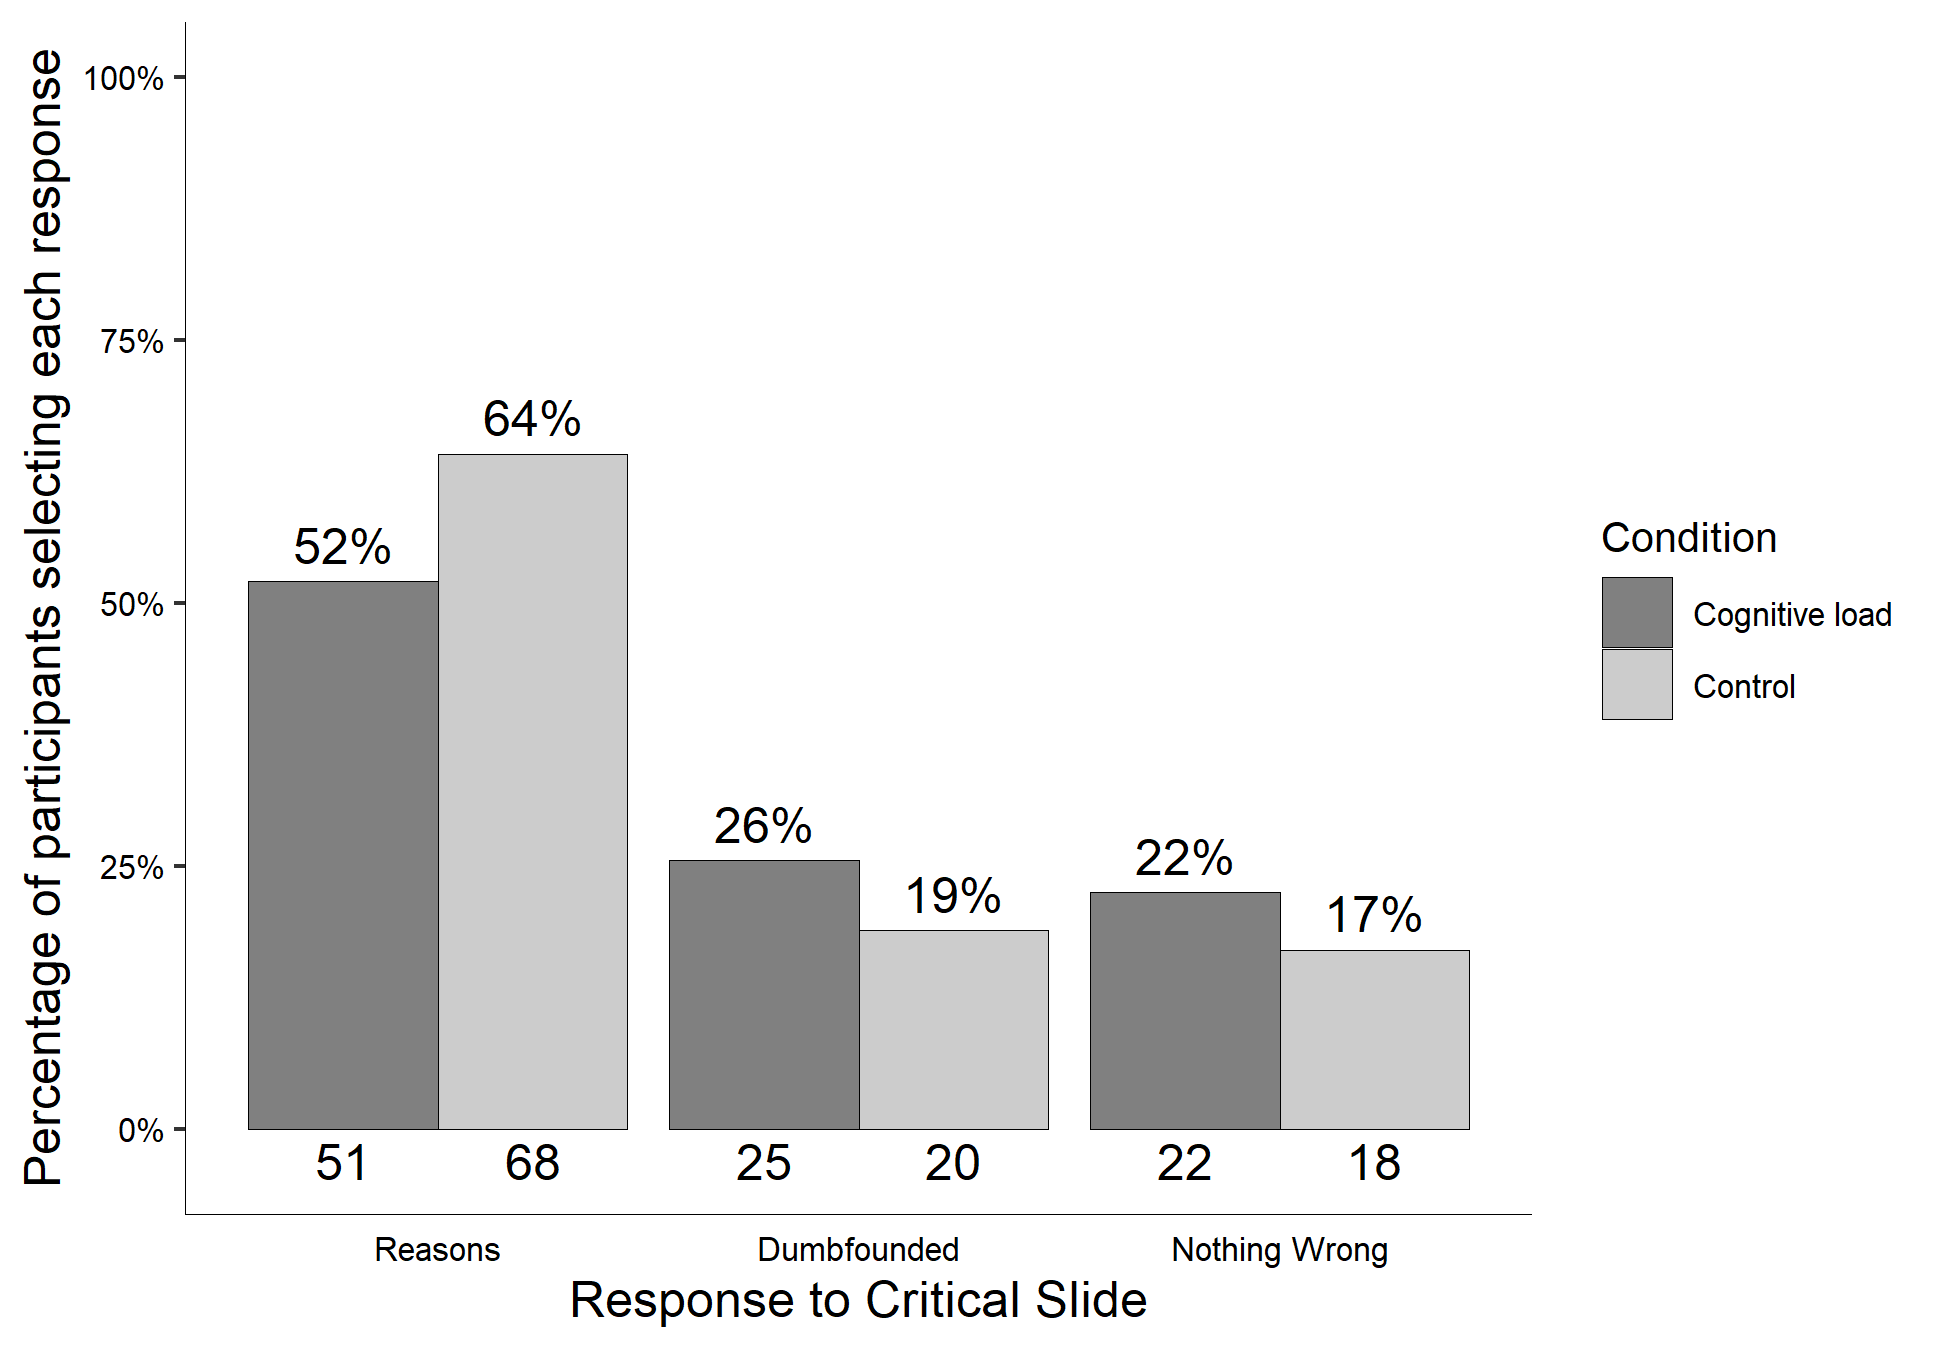 Percentage of participants selecting each response
100%
75%
50%
25%
0%
52%
64%
26%
19%
22%
17%
51
68
25
20
22
18
Reasons
Dumbfounded
Nothing Wrong
Response to Critical Slide
Condition
Cognitive load
Control